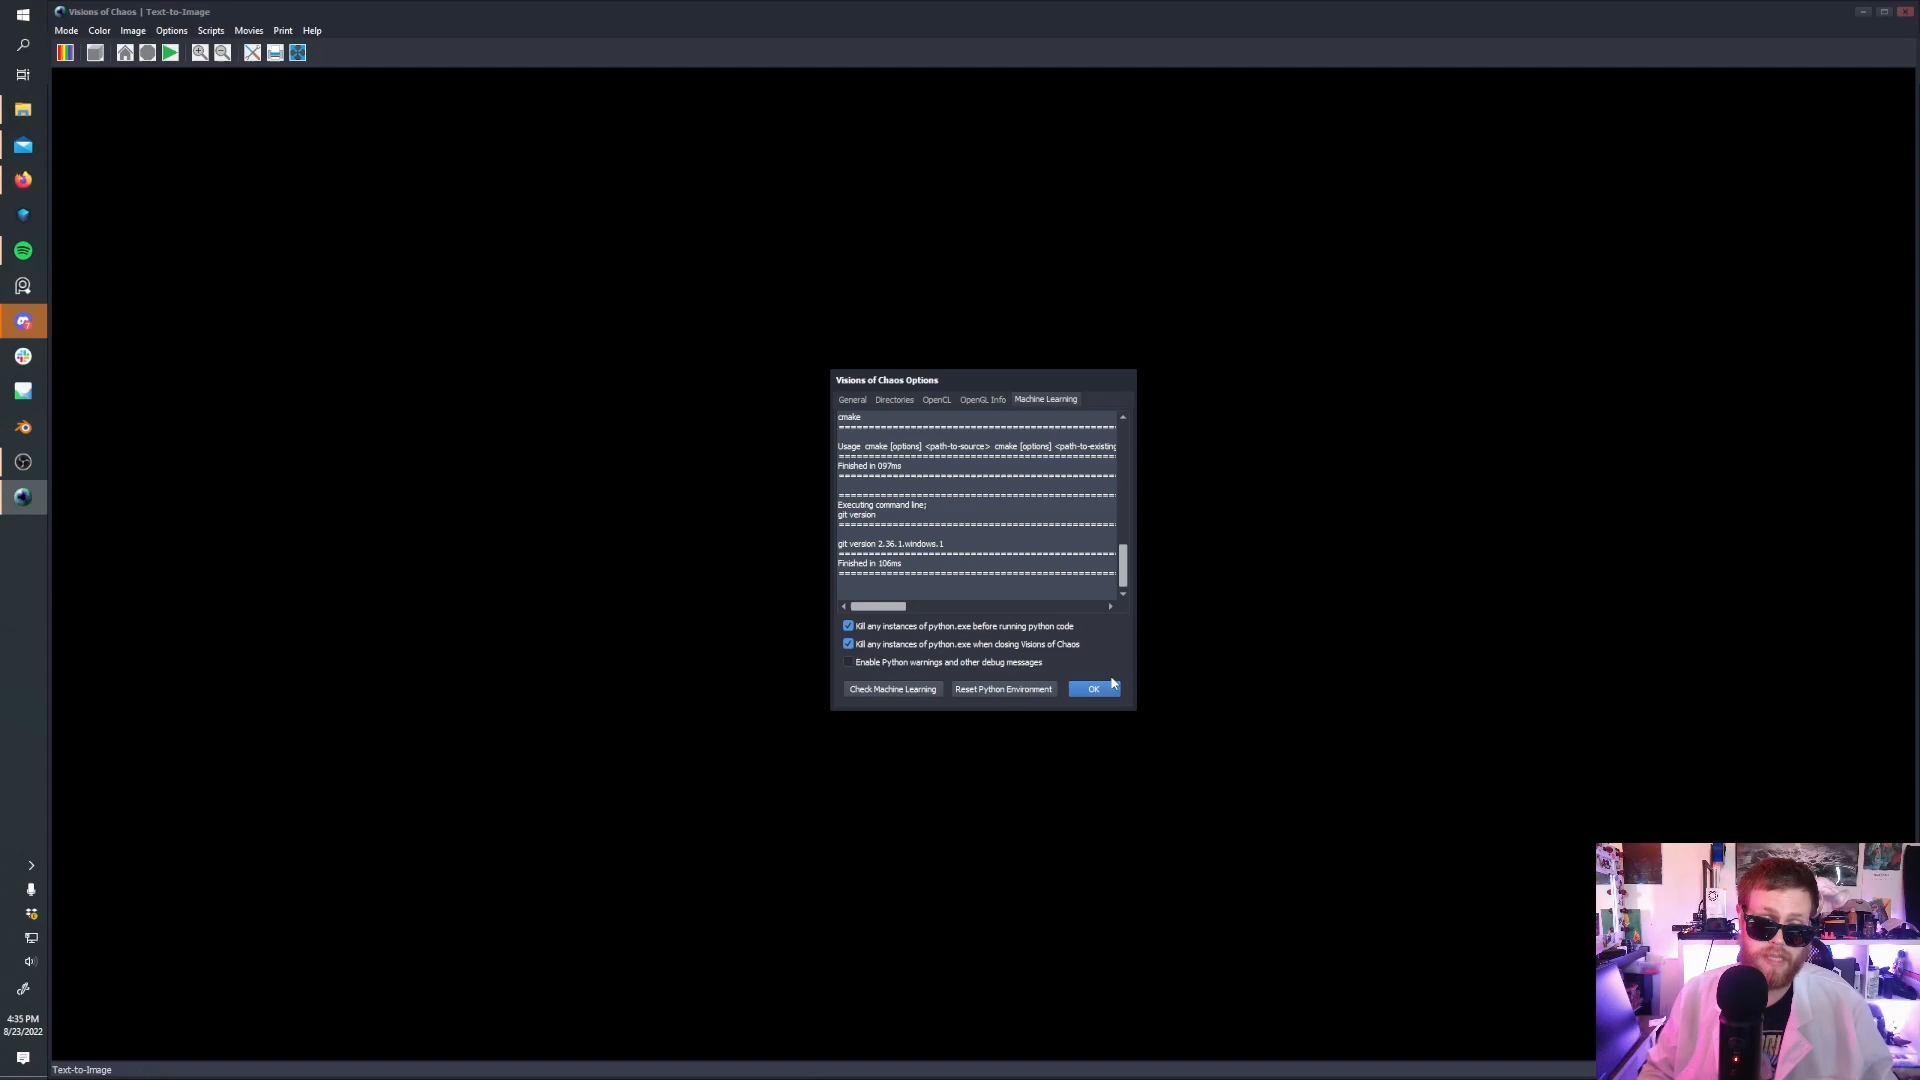 Visions of Chaos | Text-to-Image
Mode Color Image Options Scripts Movies Print Help
Visions of Chaos Options
General Directories OpenCL OpenGL Info Machine Learning
cmake
Usage cmake [options] <path-to-source> cmake [options] <path-to-existing
Finished in 097ms
Executing command line;
git version
git version 2.36.1.windows.1
Finished in 106ms
Kill any instances of python.exe before running python code
Kill any instances of python.exe when closing Visions of Chaos
Enable Python warnings and other debug messages
Check Machine Learning Reset Python Environment OK
4:35 PM
8/23/2022
Text-to-Image